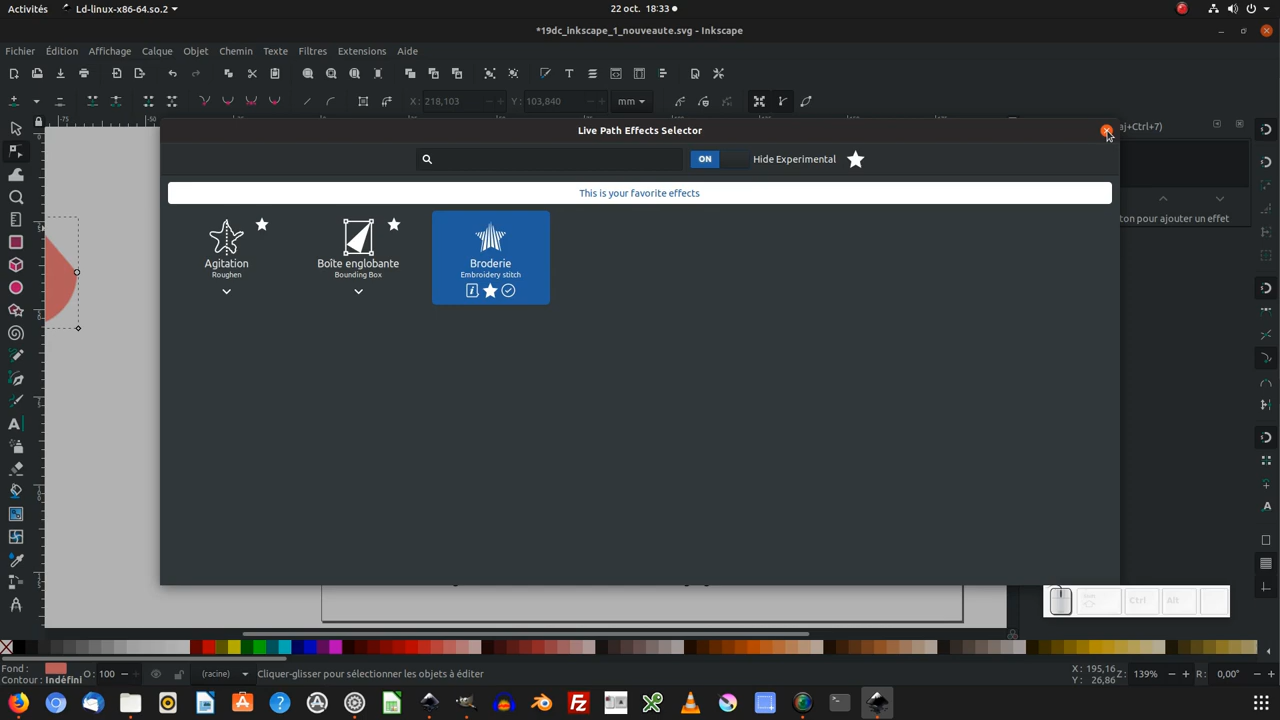 Activités
Ld-linux-x86-64.so.2
22 oct. 18:33
*19dc_inkscape_1_nouveaute.svg - Inkscape
Fichier Édition Affichage Calque Objet Chemin Texte Filtres Extensions Aide
X: 218,103 Y: 103,840 mm
Live Path Effects Selector
aj+Ctrl+7)
ON Hide Experimental
This is your favorite effects
Agitation
Roughen
Boîte englobante
Bounding Box
Broderie
Embroidery stitch
ton pour ajouter un effet
Ctrl Alt
Fond :
Contour : Indéfini
O: 100
(racine)
Cliquer-glisser pour sélectionner les objets à éditer
X: 195,16
Y: 26,86
Z: 139%
R: 0,00°